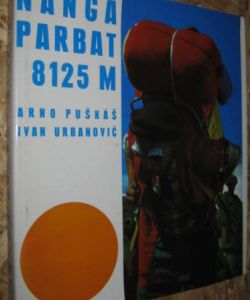 NANGA
PARBAT
8125 M
ARNO PUŠKÁŠ
IVAN URBANOVIČ